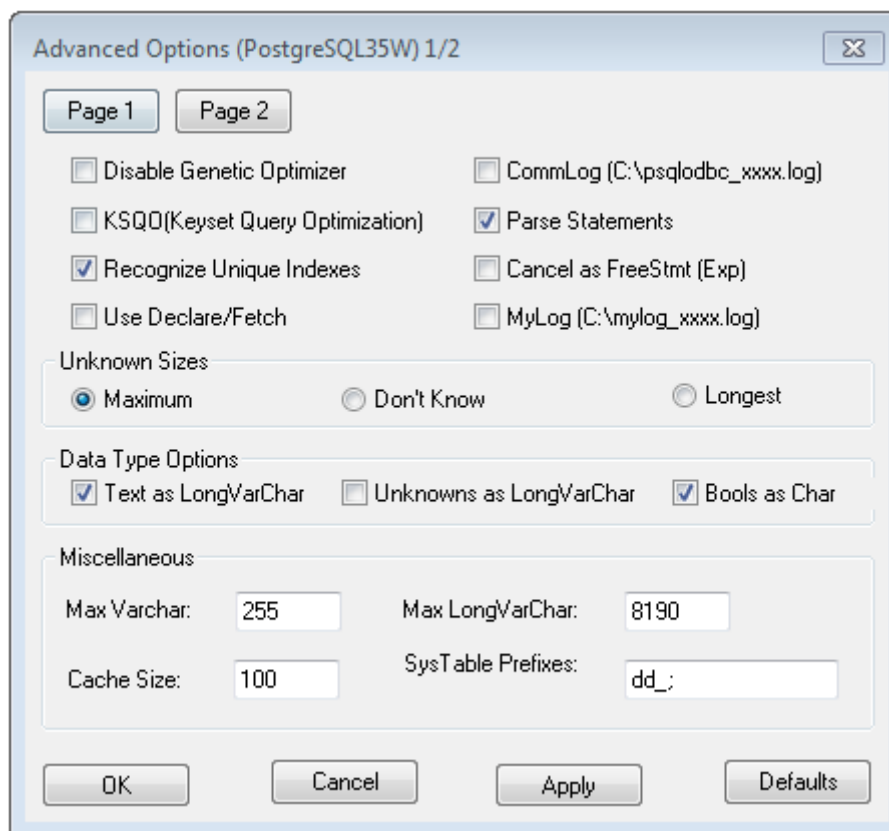 Advanced Options (PostgreSQL35W) 1/2
Page 1 Page 2
Disable Genetic Optimizer CommLog (C:\psqlodbc_xxxx.log)
KSQO(Keyset Query Optimization) Parse Statements
Recognize Unique Indexes Cancel as FreeStmt (Exp)
Use Declare/Fetch MyLog (C:\mylog_xxxx.log)
Unknown Sizes
Maximum Don't Know Longest
Data Type Options
Text as LongVarChar Unknowns as LongVarChar Bools as Char
Miscellaneous
Max Varchar: 255 Max LongVarChar: 8190
Cache Size: 100 SysTable Prefixes: dd_;
OK Cancel Apply Defaults